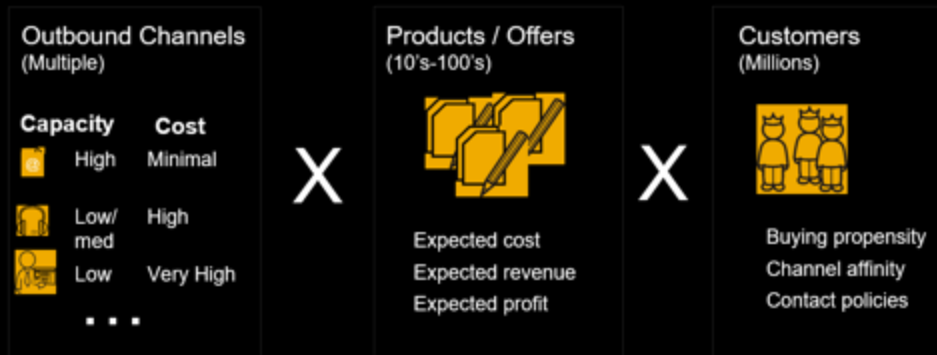 Outbound Channels
(Multiple)
Capacity Cost
@ High Minimal
Low/ High
med
Low Very High
...
X
Products / Offers
(10's-100's)
Expected cost
Expected revenue
Expected profit
X
Customers
(Millions)
Buying propensity
Channel affinity
Contact policies